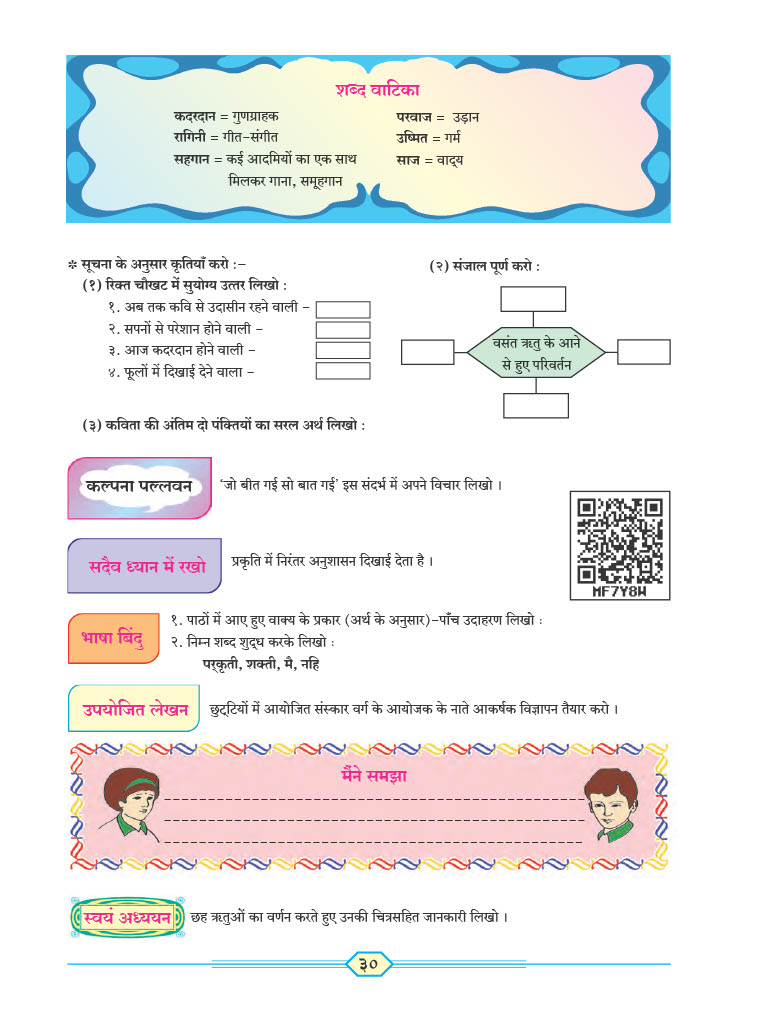 शब्द वाटिका
कदरदान = गुणग्राहक
रागिनी = गीत-संगीत
सहगान = कई आदमियों का एक साथ
मिलकर गाना, समूहगान
परवाज = उड़ान
उष्मित = गर्म
साज = वाद्‌य
* सूचना के अनुसार कृतियाँ करो :-
(१) रिक्त चौखट में सुयोग्य उत्तर लिखो :
१. अब तक कवि से उदासीन रहने वाली -
२. सपनों से परेशान होने वाली -
३. आज कदरदान होने वाली -
४. फूलों में दिखाई देने वाला -
(२) संजाल पूर्ण करो :
वसंत ऋतु के आने
से हुए परिवर्तन
(३) कविता की अंतिम दो पंक्तियों का सरल अर्थ लिखो :
कल्पना पल्लवन
‘जो बीत गई सो बात गई’ इस संदर्भ में अपने विचार लिखो ।
MF7Y8W
सदैव ध्यान में रखो
प्रकृति में निरंतर अनुशासन दिखाई देता है ।
भाषा बिंदु
१. पाठों में आए हुए वाक्य के प्रकार (अर्थ के अनुसार)-पाँच उदाहरण लिखो :
२. निम्न शब्द शुद्‌ध करके लिखो :
पर्‌कृती, शक्ती, मै, नहि
उपयोजित लेखन
छुट्‌टियों में आयोजित संस्कार वर्ग के आयोजक के नाते आकर्षक विज्ञापन तैयार करो ।
मैंने समझा
स्वयं अध्ययन
छह ऋतुओं का वर्णन करते हुए उनकी चित्रसहित जानकारी लिखो ।
३०